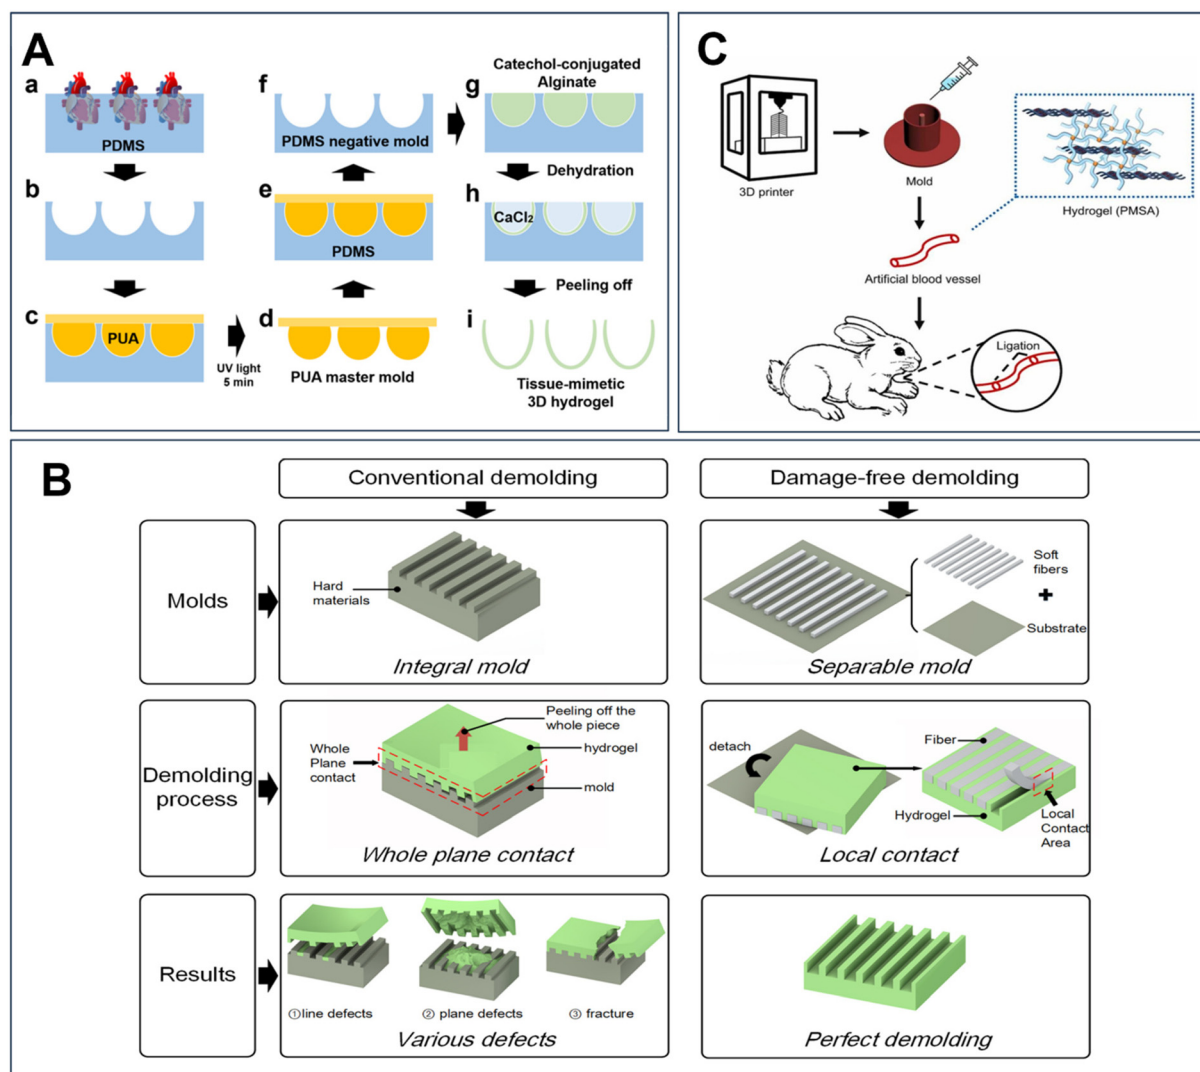 A
a
PDMS
b
c
PUA
UV light
5 min
d
PUA master mold
e
PDMS
f
PDMS negative mold
g
Catechol-conjugated
Alginate
Dehydration
h
CaCl₂
Peeling off
i
Tissue-mimetic
3D hydrogel
C
3D printer
Mold
Hydrogel (PMSA)
Artificial blood vessel
Ligation
B
Conventional demolding
Damage-free demolding
Molds
Hard
materials
Integral mold
Soft
fibers
+
Substrate
Separable mold
Demolding
process
Peeling off the
whole piece
Whole
Plane
contact
hydrogel
mold
Whole plane contact
detach
Fiber
Hydrogel
Local
Contact
Area
Local contact
Results
①line defects
② plane defects
③ fracture
Various defects
Perfect demolding